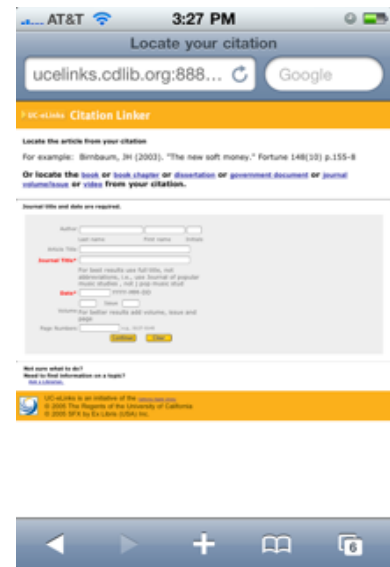 AT&T 3:27 PM
Locate your citation
ucelinks.cdlib.org:888... Google
UC-eLinks Citation Linker
Locate the article from your citation
For example: Birnbaum, JH (2003). "The new soft money." Fortune 148(10) p.155-8
Or locate the book or book chapter or dissertation or government document or journal
volume/issue or video from your citation.
Journal title and date are required.
Author
Last name First name Initials
Article Title
Journal Title*
For best results use full title, not
abbreviations, i.e., use Journal of popular
music studies , not j pop music stud
Date*
Volume Issue
For better results add volume, issue and
page
Page Numbers
Continue Clear
Not sure what to do?
Need to find information on a topic?
Ask a Librarian.
UC-eLinks is an initiative of the
© 2005 The Regents of the University of California
© 2005 SFX by Ex Libris (USA) Inc.
6